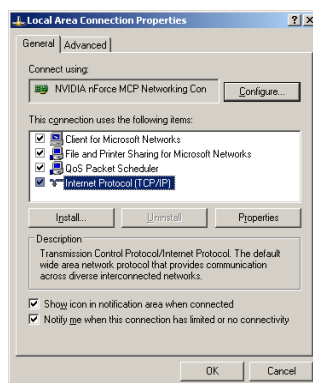 Local Area Connection Properties
General
Advanced
Connect using:
NVIDIA nForce MCP Networking Con
Configure...
This connection uses the following items:
Client for Microsoft Networks
File and Printer Sharing for Microsoft Networks
QoS Packet Scheduler
Internet Protocol (TCP/IP)
Install...
Uninstall
Properties
Description
Transmission Control Protocol/Internet Protocol. The default
wide area network protocol that provides communication
across diverse interconnected networks.
Show icon in notification area when connected
Notify me when this connection has limited or no connectivity
OK
Cancel